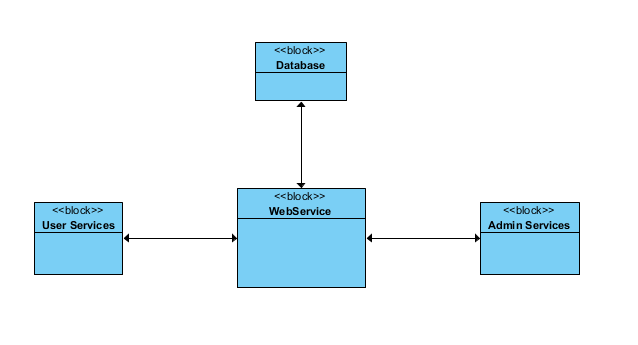 <<block>>
Database
<<block>>
User Services
<<block>>
WebService
<<block>>
Admin Services